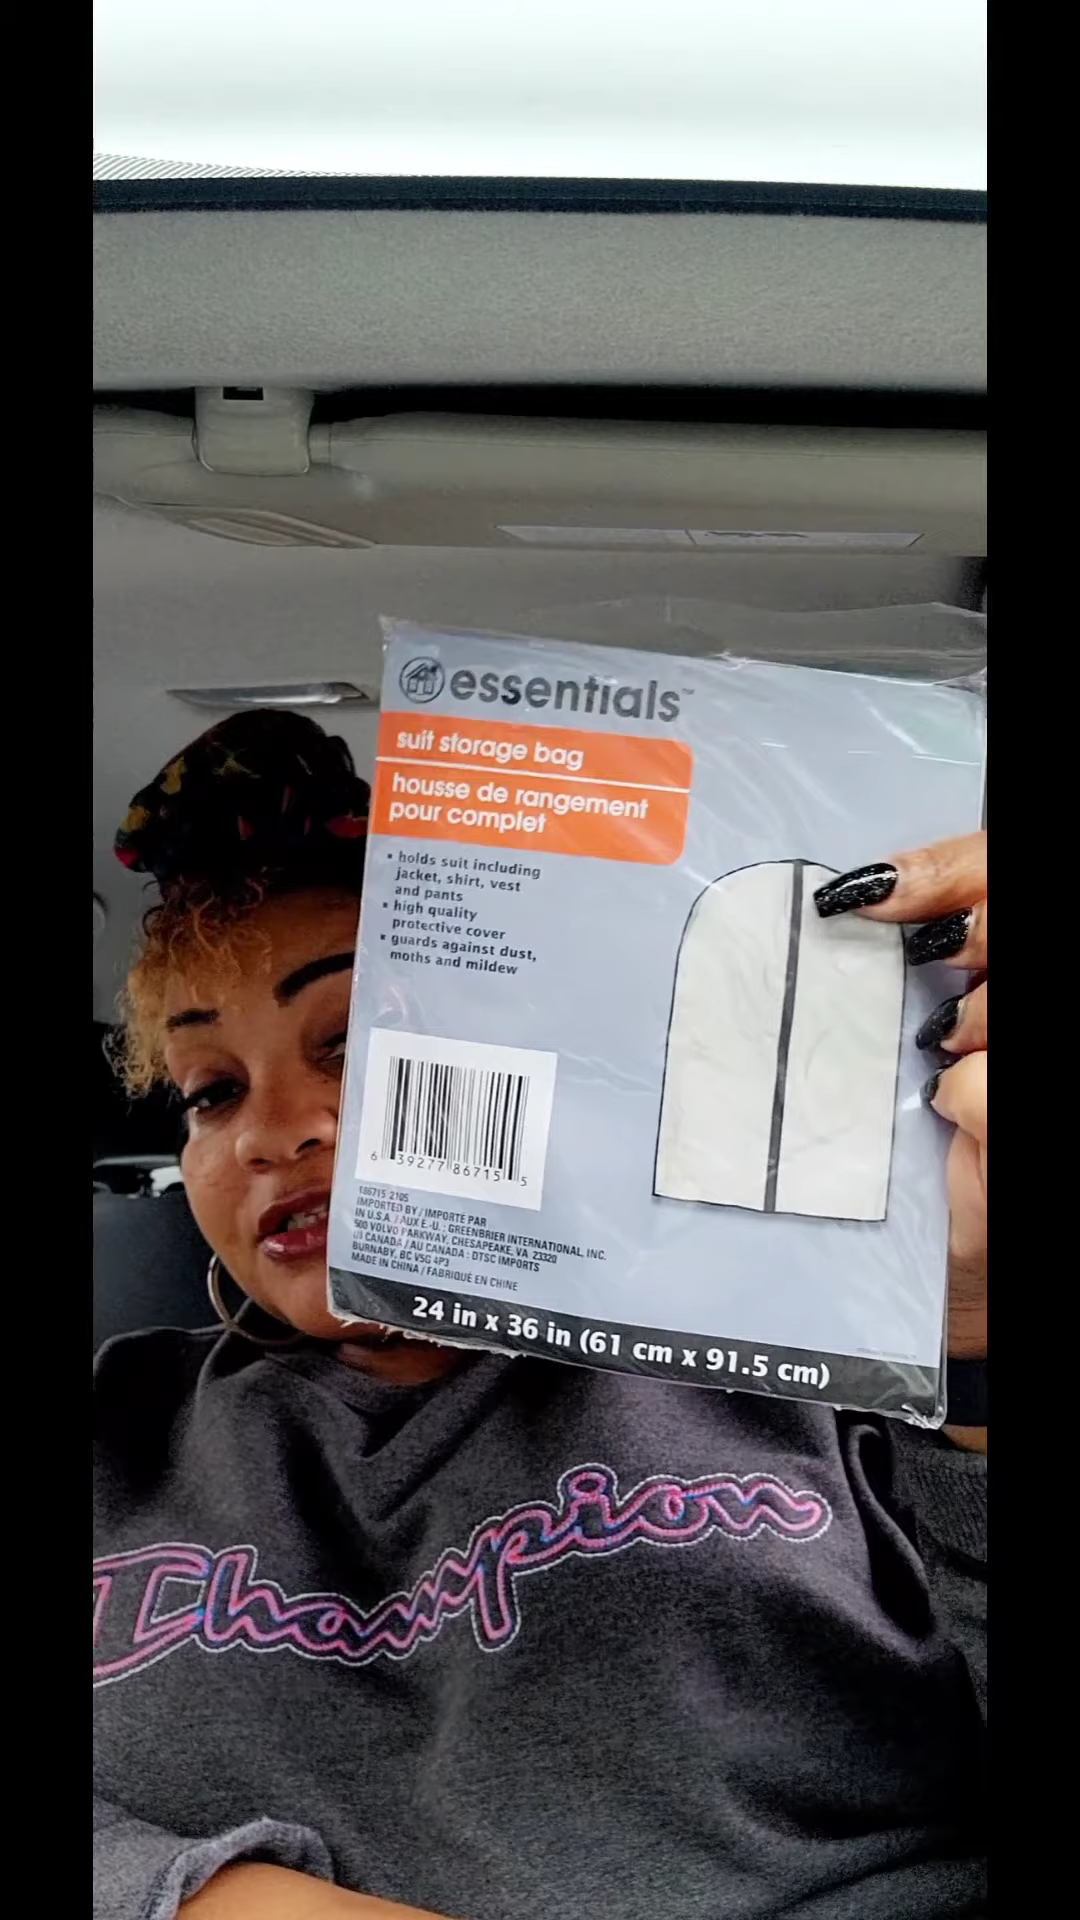 essentials™
suit storage bag
housse de rangement
pour complet
▪ holds suit including
jacket, shirt, vest
and pants
▪ high quality
protective cover
▪ guards against dust,
moths and mildew
6 39277 86715 5
186715 2105
IMPORTED BY / IMPORTÉ PAR
IN U.S.A. / AUX E.-U. : GREENBRIER INTERNATIONAL, INC.
500 VOLVO PARKWAY, CHESAPEAKE, VA 23320
IN CANADA / AU CANADA : DTSC IMPORTS
BURNABY, BC V5G 4P3
MADE IN CHINA / FABRIQUÉ EN CHINE
24 in x 36 in (61 cm x 91.5 cm)
Champion